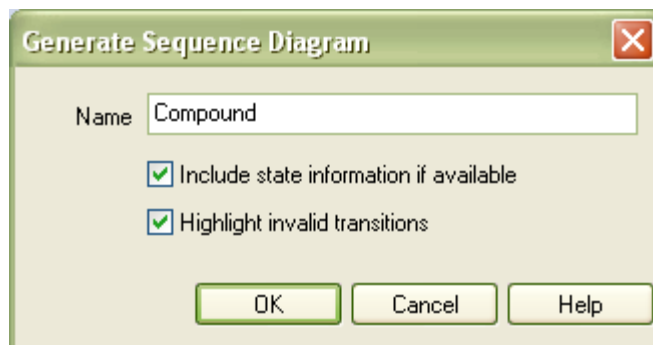 Generate Sequence Diagram
Name Compound
Include state information if available
Highlight invalid transitions
OK Cancel Help